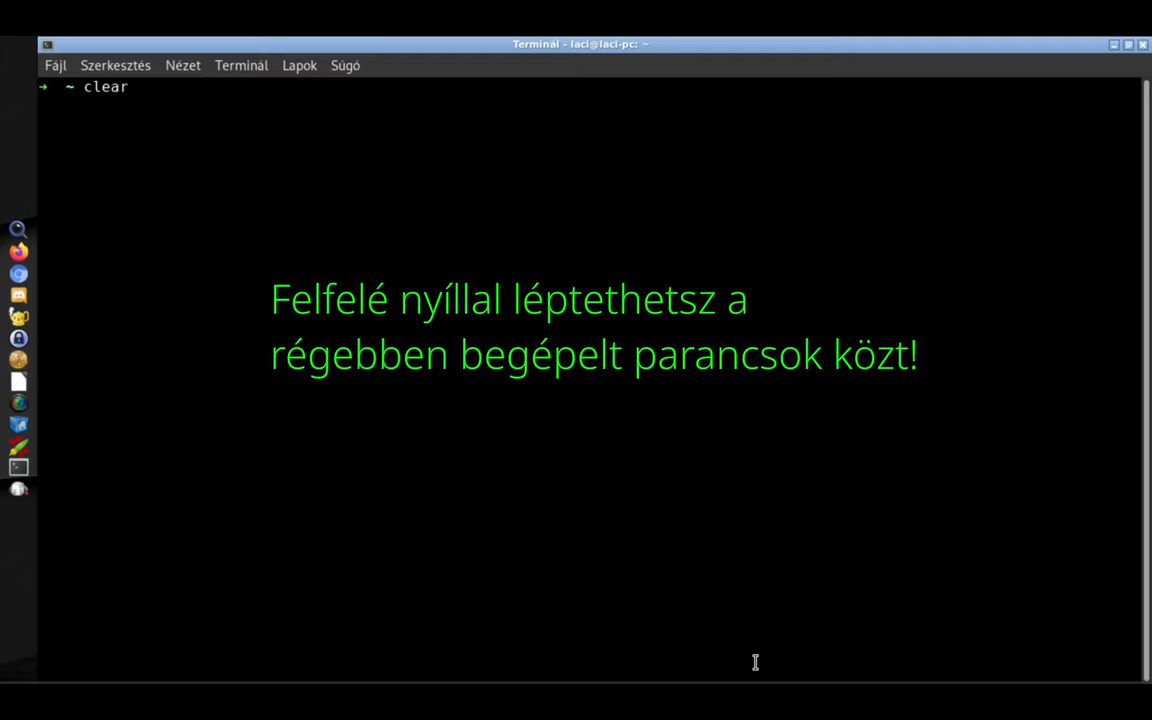 Terminál - laci@laci-pc: ~
Fájl Szerkesztés Nézet Terminál Lapok Súgó
➜ ~ clear
Felfelé nyíllal léptethetsz a
régebben begépelt parancsok közt!